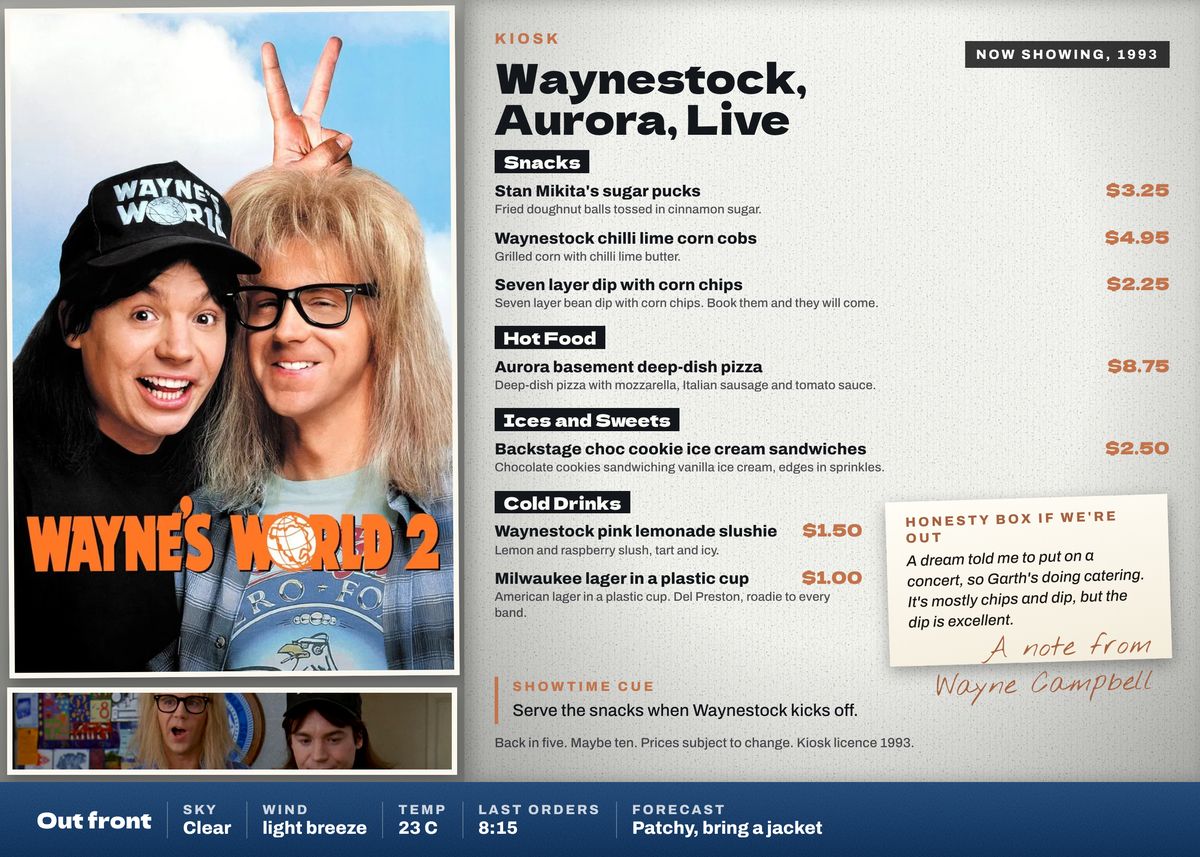 WAYNE'S
WORLD
WAYNE'S WORLD 2
KIOSK
NOW SHOWING, 1993
Waynestock,
Aurora, Live
Snacks
Stan Mikita's sugar pucks $3.25
Fried doughnut balls tossed in cinnamon sugar.
Waynestock chilli lime corn cobs $4.95
Grilled corn with chilli lime butter.
Seven layer dip with corn chips $2.25
Seven layer bean dip with corn chips. Book them and they will come.
Hot Food
Aurora basement deep-dish pizza $8.75
Deep-dish pizza with mozzarella, Italian sausage and tomato sauce.
Ices and Sweets
Backstage choc cookie ice cream sandwiches $2.50
Chocolate cookies sandwiching vanilla ice cream, edges in sprinkles.
Cold Drinks
Waynestock pink lemonade slushie $1.50
Lemon and raspberry slush, tart and icy.
Milwaukee lager in a plastic cup $1.00
American lager in a plastic cup. Del Preston, roadie to every
band.
HONESTY BOX IF WE'RE
OUT
A dream told me to put on a
concert, so Garth's doing catering.
It's mostly chips and dip, but the
dip is excellent.
A note from
Wayne Campbell
SHOWTIME CUE
Serve the snacks when Waynestock kicks off.
Back in five. Maybe ten. Prices subject to change. Kiosk licence 1993.
Out front
SKY
Clear
WIND
light breeze
TEMP
23 C
LAST ORDERS
8:15
FORECAST
Patchy, bring a jacket